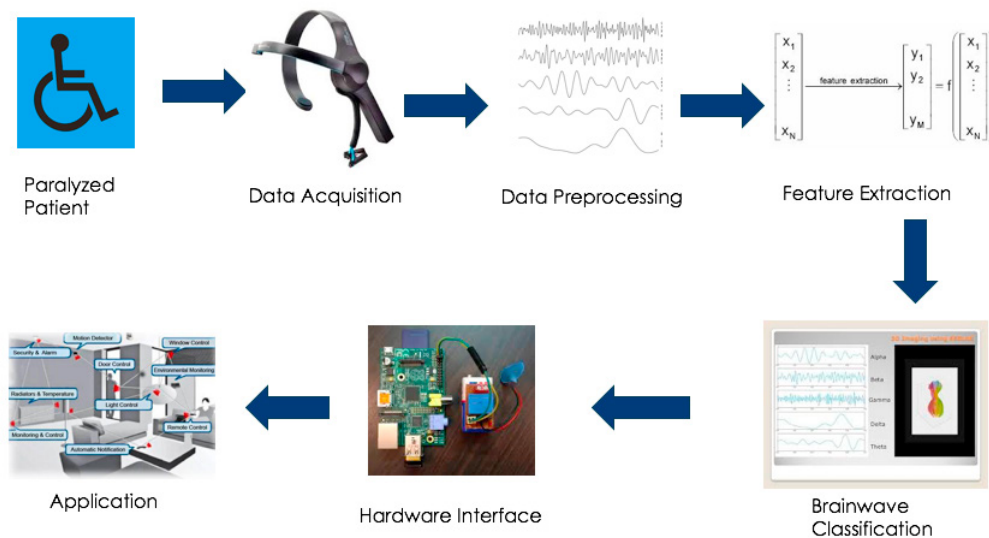 x1
x2
⋮
xN
feature extraction
y1
y2
yM
= f
x1
x2
⋮
xN
Paralyzed
Patient
Data Acquisition
Data Preprocessing
Feature Extraction
Motion Detector
Security & Alarm
Window Control
Door Control
Environmental Monitoring
Radiators & Temperature
Light Control
Remote Control
Monitoring & Control
Automatic Notification
Alpha
Beta
Gamma
Delta
Theta
Application
Hardware Interface
Brainwave
Classification